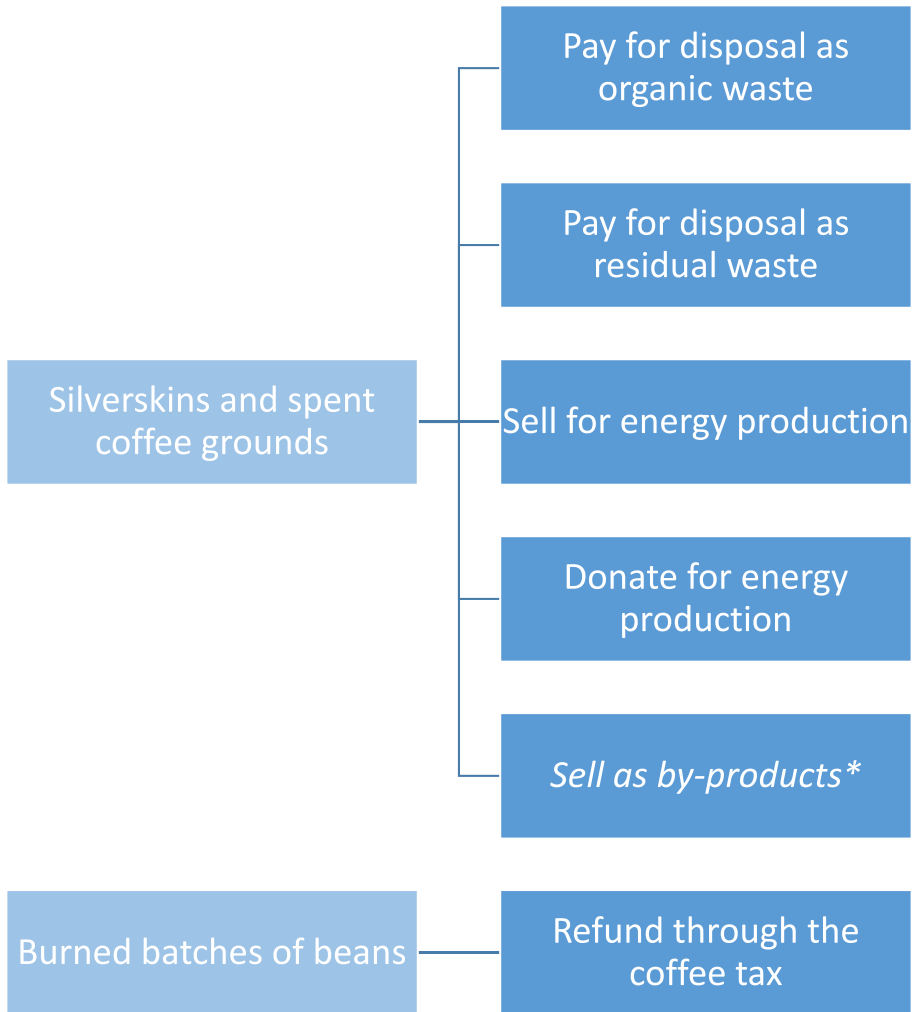 Pay for disposal as
organic waste
Pay for disposal as
residual waste
Silverskins and spent
coffee grounds
Sell for energy production
Donate for energy
production
Sell as by-products*
Burned batches of beans
Refund through the
coffee tax